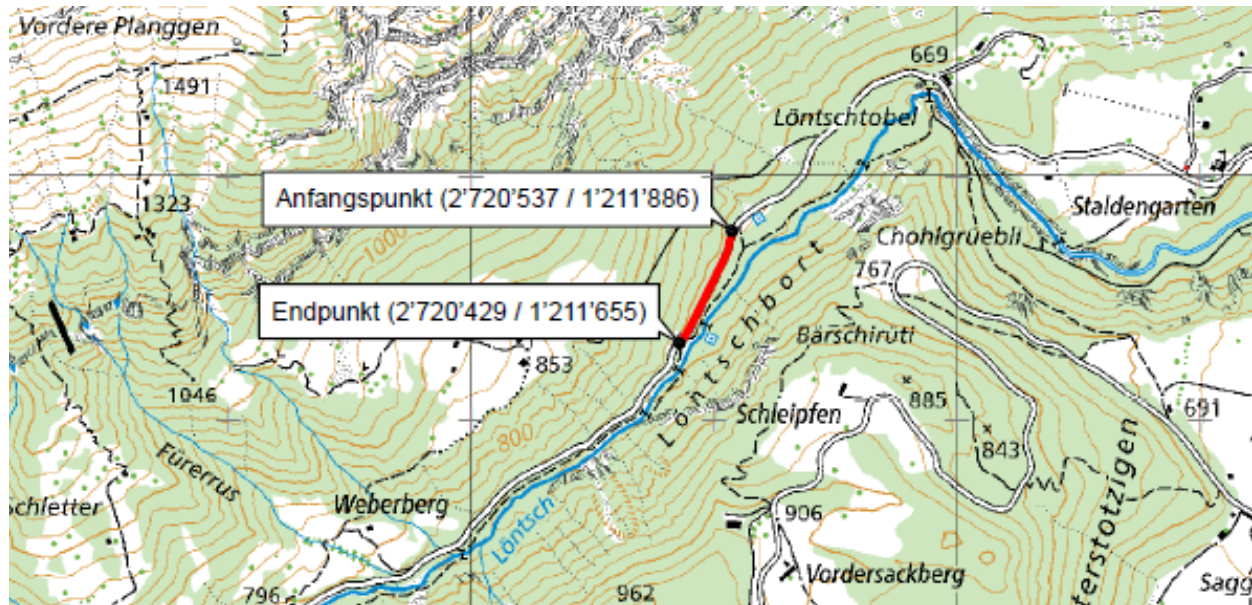 Vordere Planggen
1491
669
Löntschtobel
Anfangspunkt (2’720’537 / 1’211’886)
1323
1000
Staldengarten
Chohlgruebli
767
Endpunkt (2’720’429 / 1’211’655)
Löntschbort
Bärschirüti
853
1046
885
Schleipfen
691
800
843
Fürerrus
chletter
Weberberg
Löntsch
906
terstotzigen
Vordersackberg
796
962
Sagg